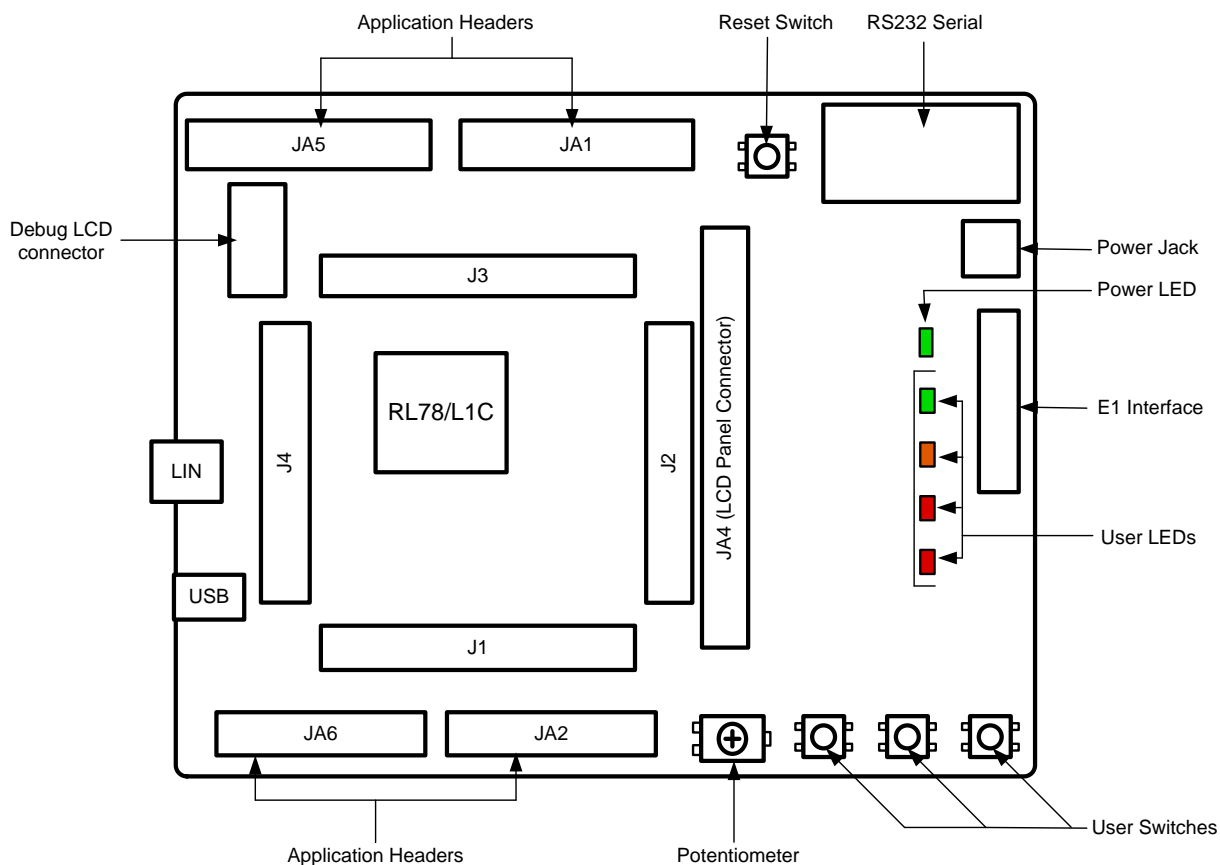 Application Headers
Reset Switch
RS232 Serial
JA5
JA1
Debug LCD
connector
J3
Power Jack
Power LED
JA4 (LCD Panel Connector)
RL78/L1C
E1 Interface
J4
J2
LIN
User LEDs
USB
J1
JA6
JA2
User Switches
Application Headers
Potentiometer